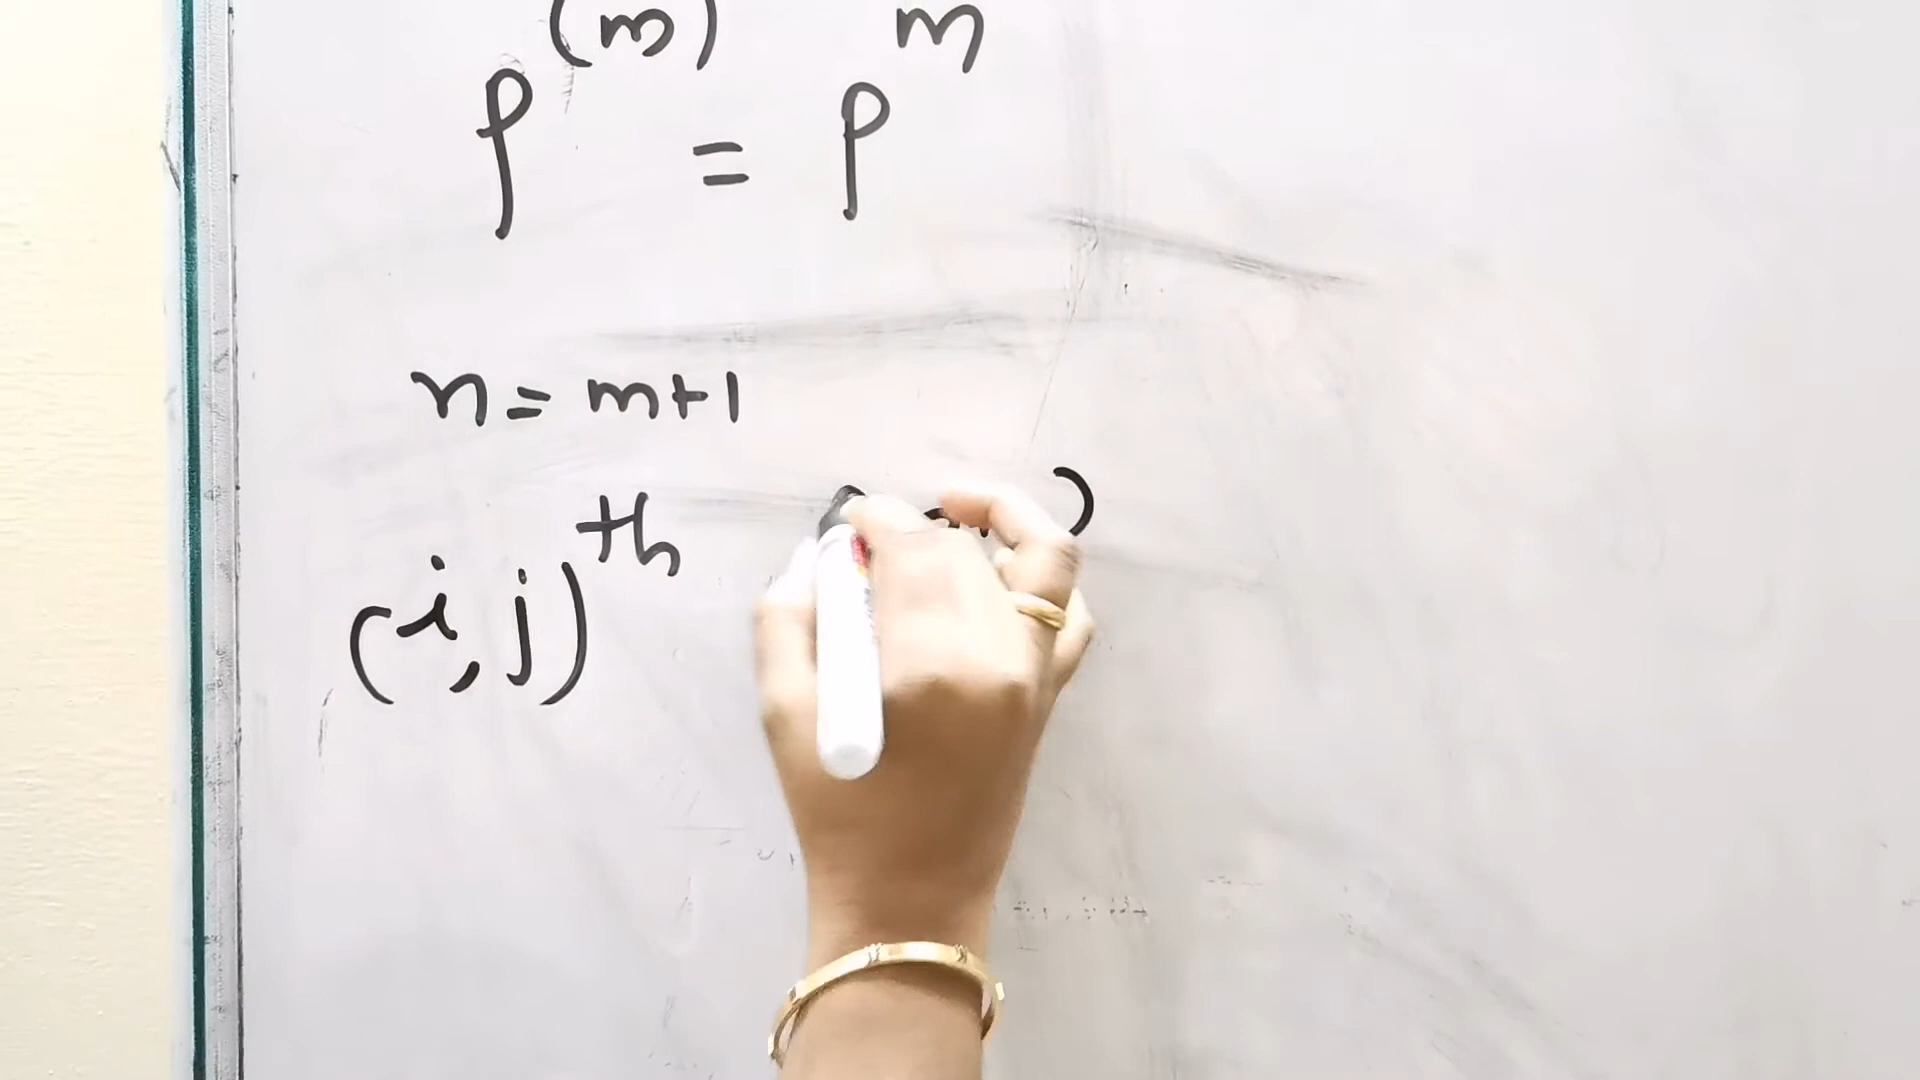 P^(m) = P^m
n = m+1
(i,j)^th